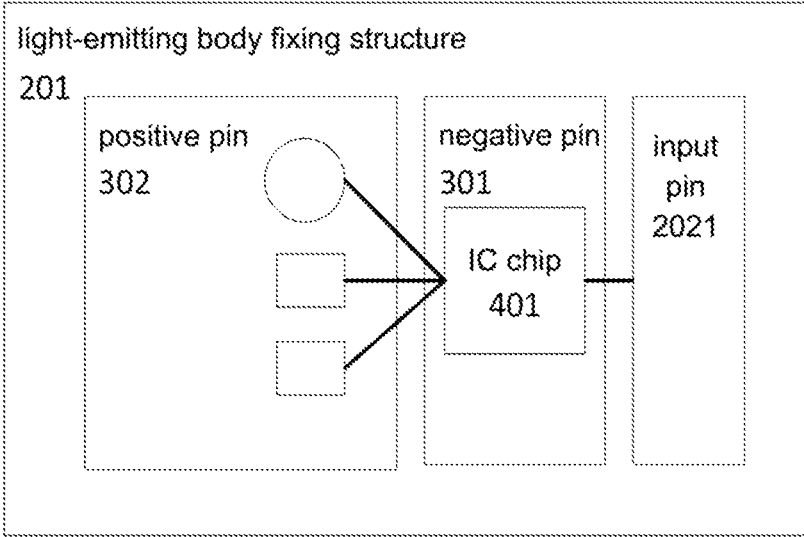 light-emitting body fixing structure
201
positive pin
302
negative pin
301
input
pin
2021
IC chip
401